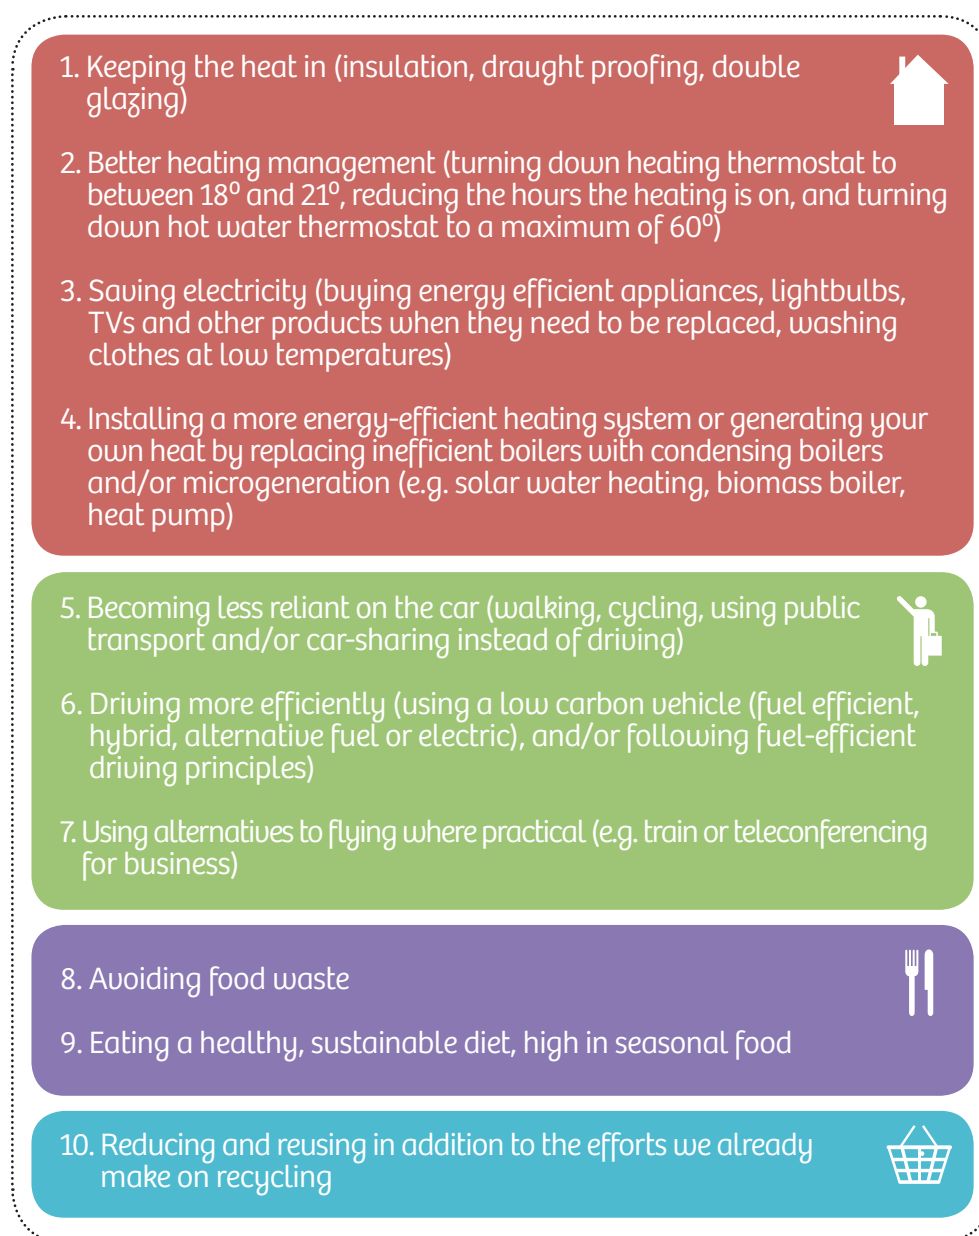 1. Keeping the heat in (insulation, draught proofing, double
glazing)
2. Better heating management (turning down heating thermostat to
between 18º and 21º, reducing the hours the heating is on, and turning
down hot water thermostat to a maximum of 60º)
3. Saving electricity (buying energy efficient appliances, lightbulbs,
TVs and other products when they need to be replaced, washing
clothes at low temperatures)
4. Installing a more energy-efficient heating system or generating your
own heat by replacing inefficient boilers with condensing boilers
and/or microgeneration (e.g. solar water heating, biomass boiler,
heat pump)
5. Becoming less reliant on the car (walking, cycling, using public
transport and/or car-sharing instead of driving)
6. Driving more efficiently (using a low carbon vehicle (fuel efficient,
hybrid, alternative fuel or electric), and/or following fuel-efficient
driving principles)
7. Using alternatives to flying where practical (e.g. train or teleconferencing
for business)
8. Avoiding food waste
9. Eating a healthy, sustainable diet, high in seasonal food
10. Reducing and reusing in addition to the efforts we already
make on recycling